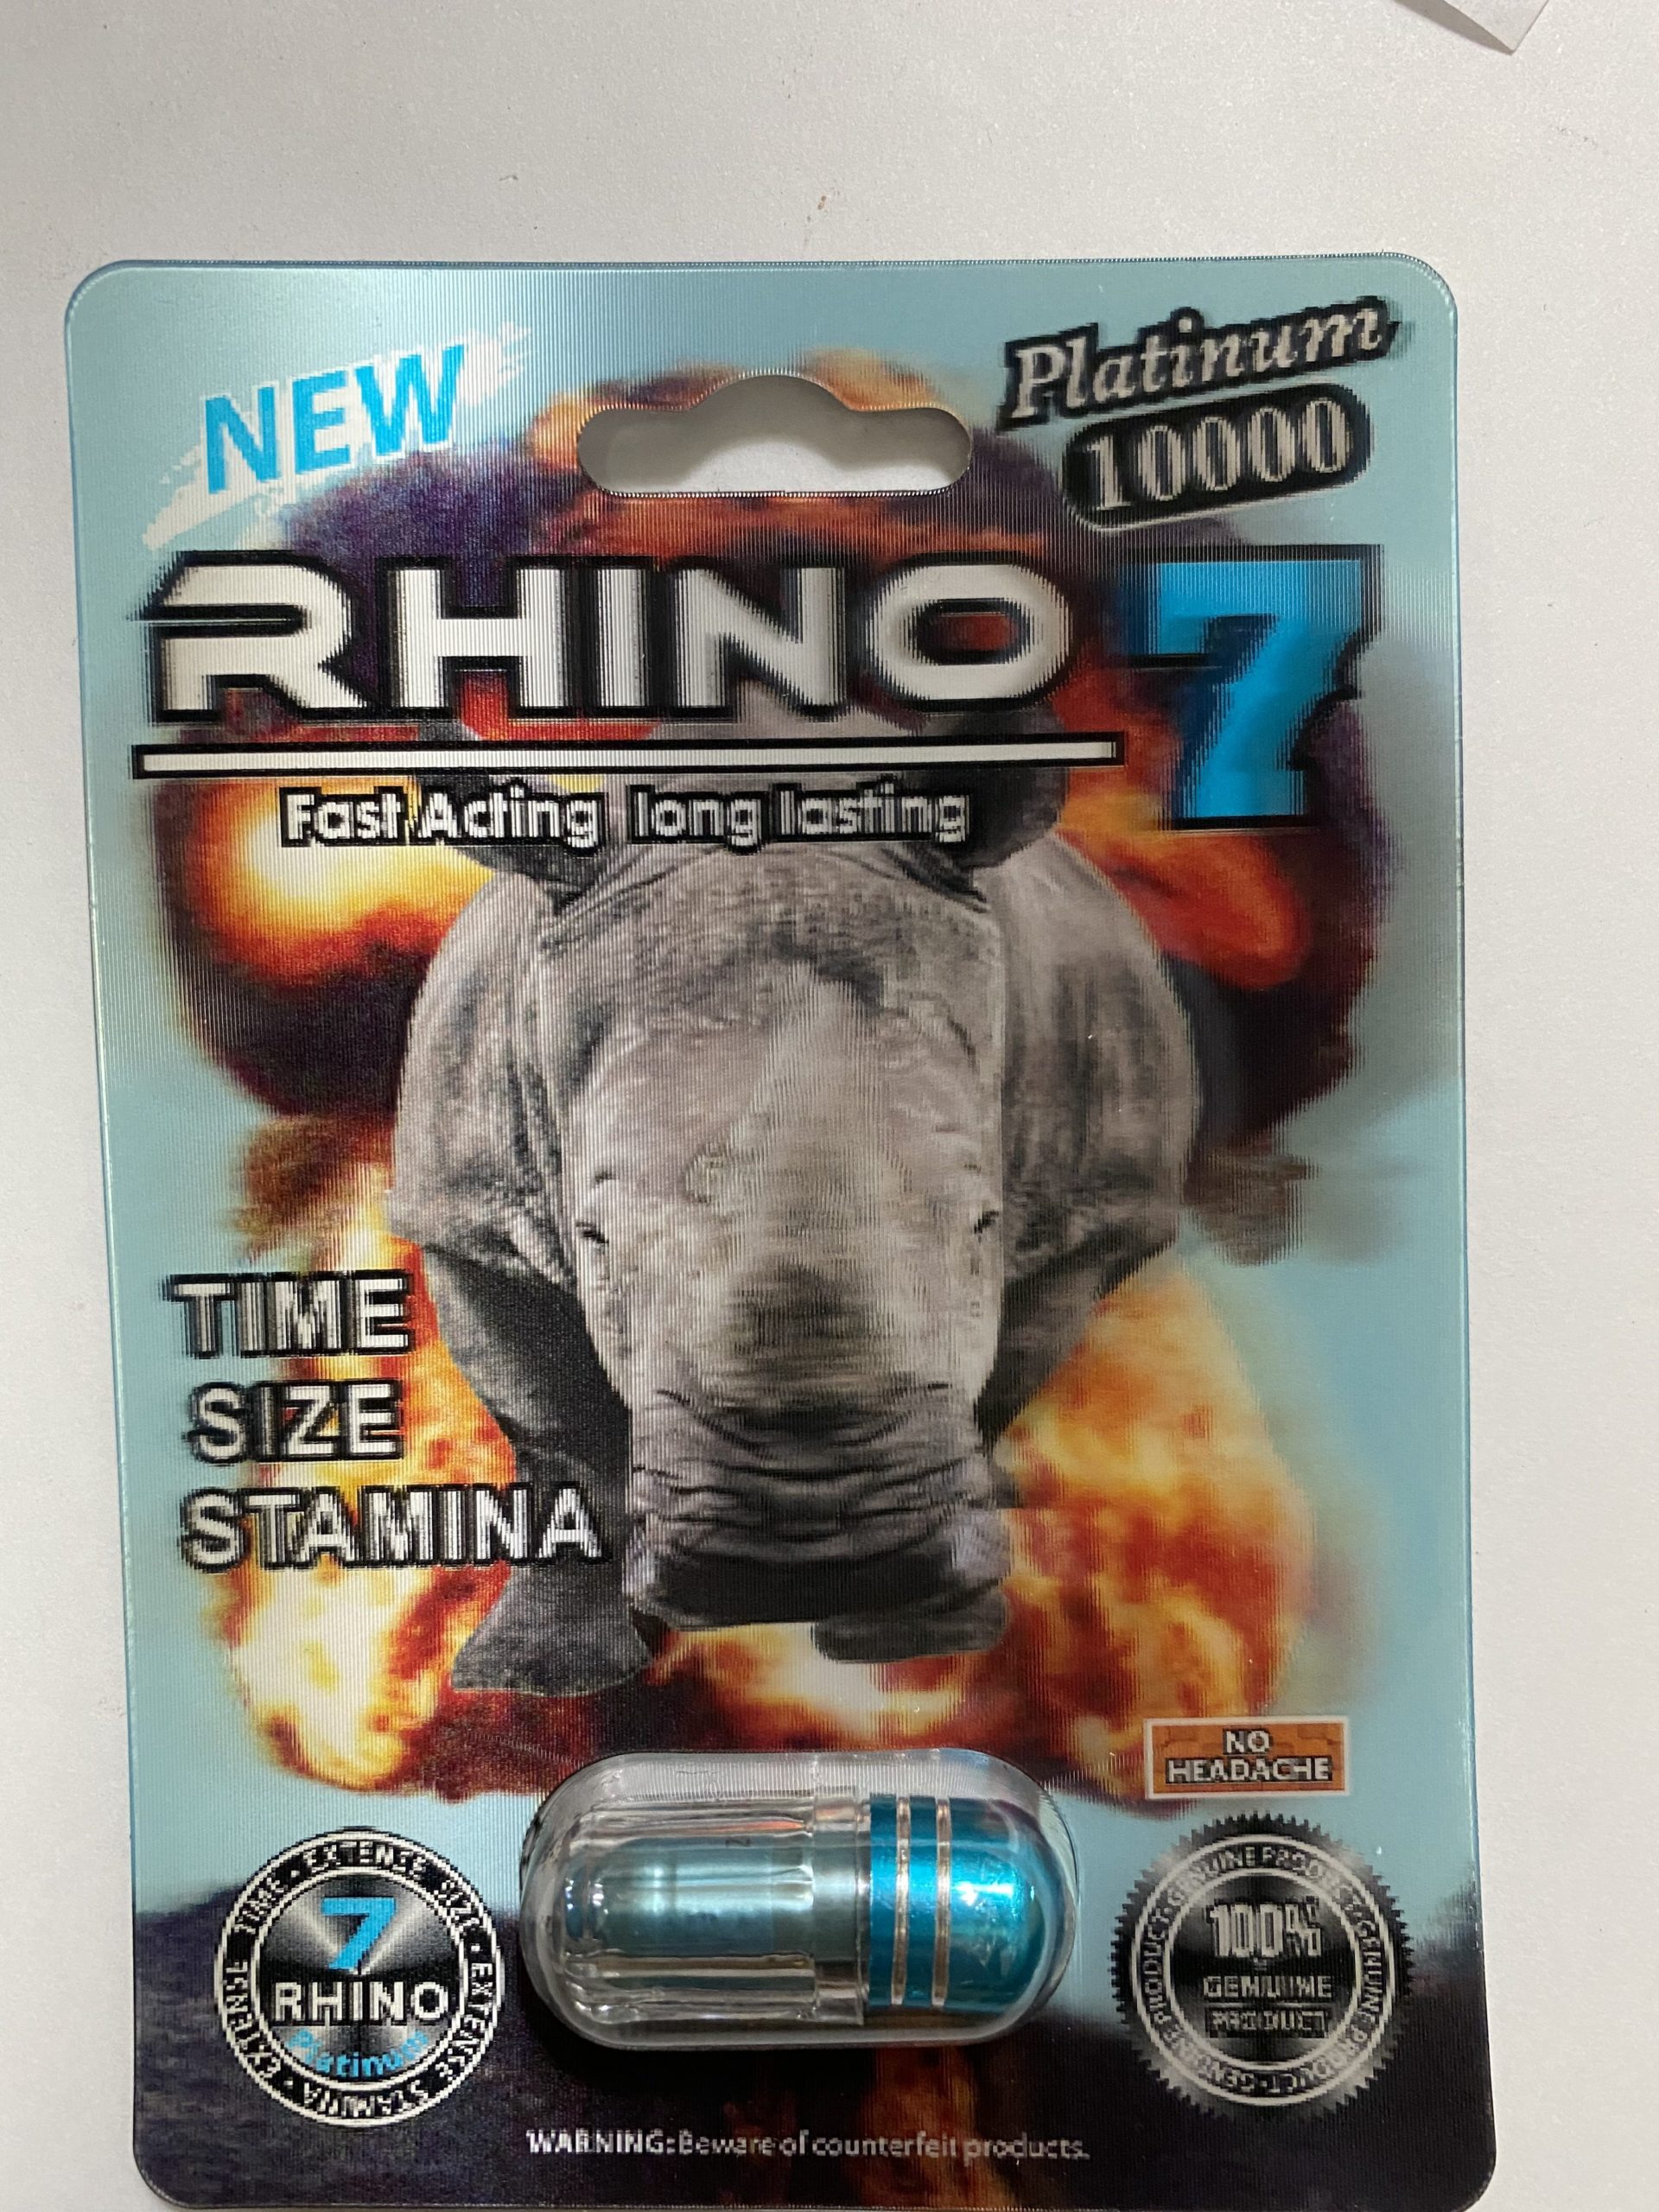 NEW
Platinum
10000
RHINO 7
Fast Acting long lasting
TIME
SIZE
STAMINA
NO
HEADACHE
7
RHINO
Platinum
100%
GENUINE
PRODUCT
WARNING:Beware of counterfeit products.